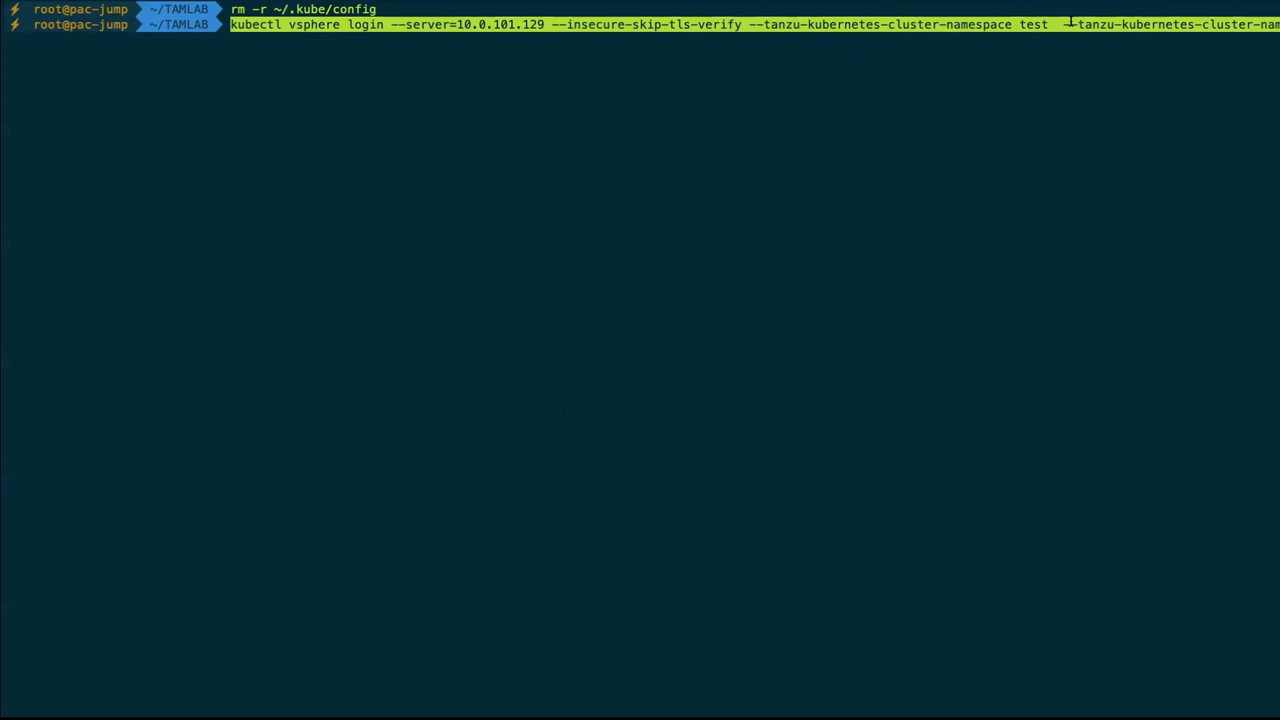 ⚡ root@pac-jump ~/TAMLAB rm -r ~/.kube/config
⚡ root@pac-jump ~/TAMLAB kubectl vsphere login --server=10.0.101.129 --insecure-skip-tls-verify --tanzu-kubernetes-cluster-namespace test --tanzu-kubernetes-cluster-nam